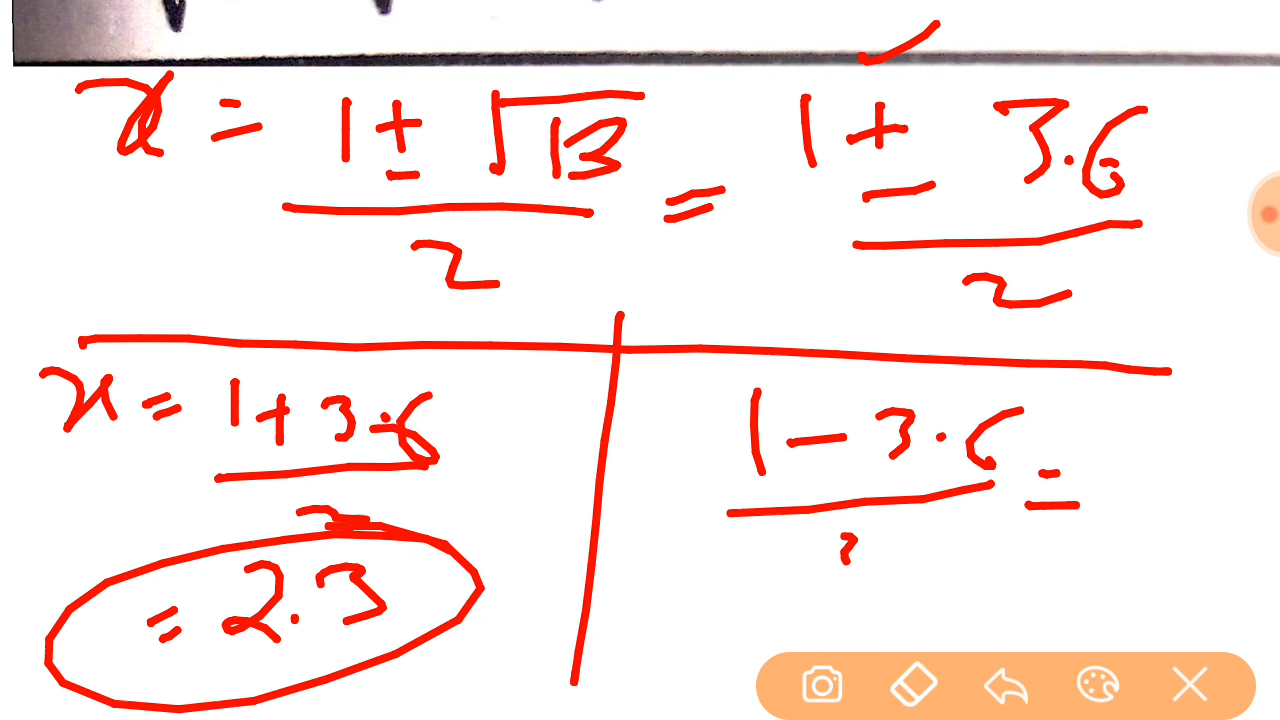 x = 1 ± √13 / 2 = 1 ± 3.6 / 2
x = 1 + 3.6 / 2
= 2.3
1 - 3.6 / 2 =